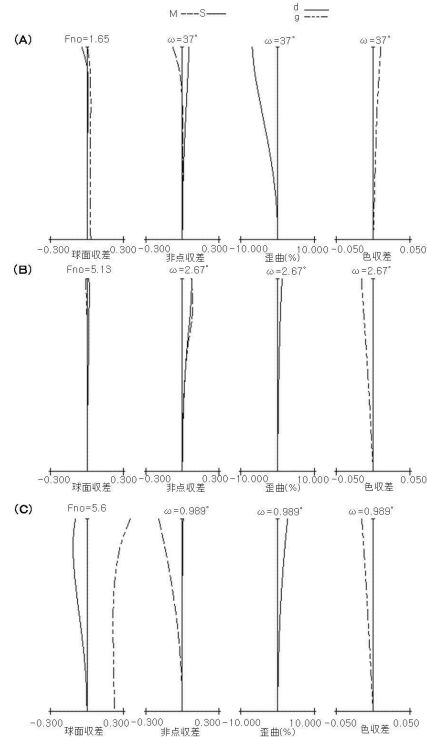 M S d
g
(A)
Fno=1.65 ω=37° ω=37° ω=37°
-0.300 0.300 -0.300 0.300 -10.000 10.000 -0.050 0.050
球面収差 非点収差 歪曲(%) 色収差
(B)
Fno=5.13 ω=2.67° ω=2.67° ω=2.67°
-0.300 0.300 -0.300 0.300 -10.000 10.000 -0.050 0.050
球面収差 非点収差 歪曲(%) 色収差
(C)
Fno=5.6 ω=0.989° ω=0.989° ω=0.989°
-0.300 0.300 -0.300 0.300 -10.000 10.000 -0.050 0.050
球面収差 非点収差 歪曲(%) 色収差